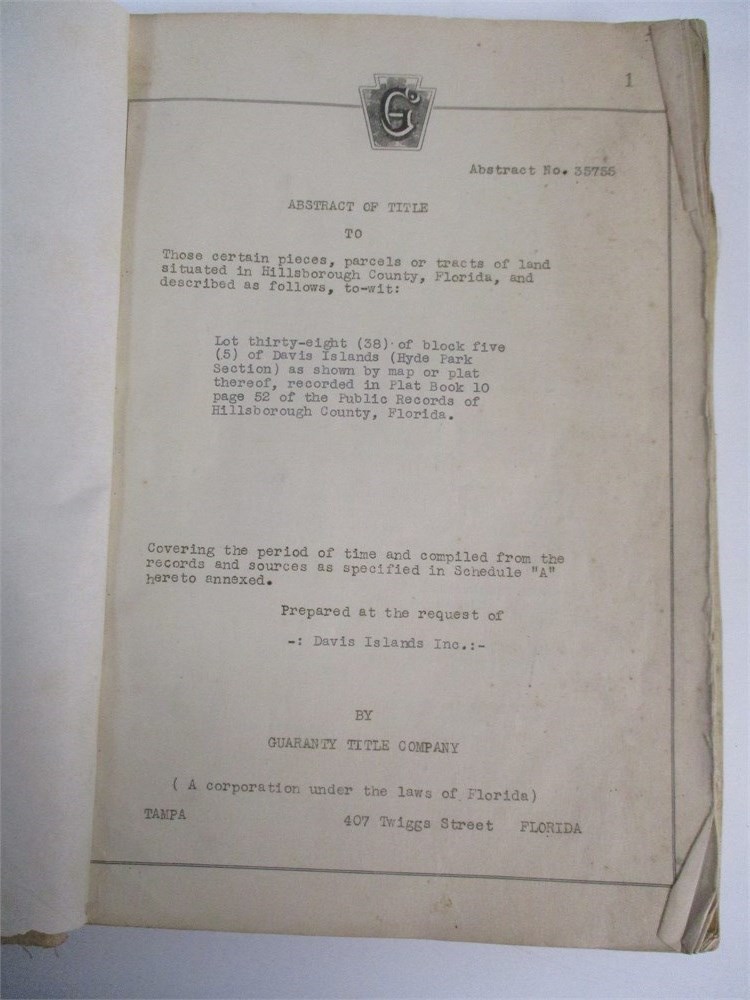 1
G
Abstract No. 35755
ABSTRACT OF TITLE
TO
Those certain pieces, parcels or tracts of land
situated in Hillsborough County, Florida, and
described as follows, to-wit:
Lot thirty-eight (38) of block five
(5) of Davis Islands (Hyde Park
Section) as shown by map or plat
thereof, recorded in Plat Book 10
page 52 of the Public Records of
Hillsborough County, Florida.
Covering the period of time and compiled from the
records and sources as specified in Schedule "A"
hereto annexed.
Prepared at the request of
-: Davis Islands Inc.:-
BY
GUARANTY TITLE COMPANY
( A corporation under the laws of Florida)
TAMPA 407 Twiggs Street FLORIDA